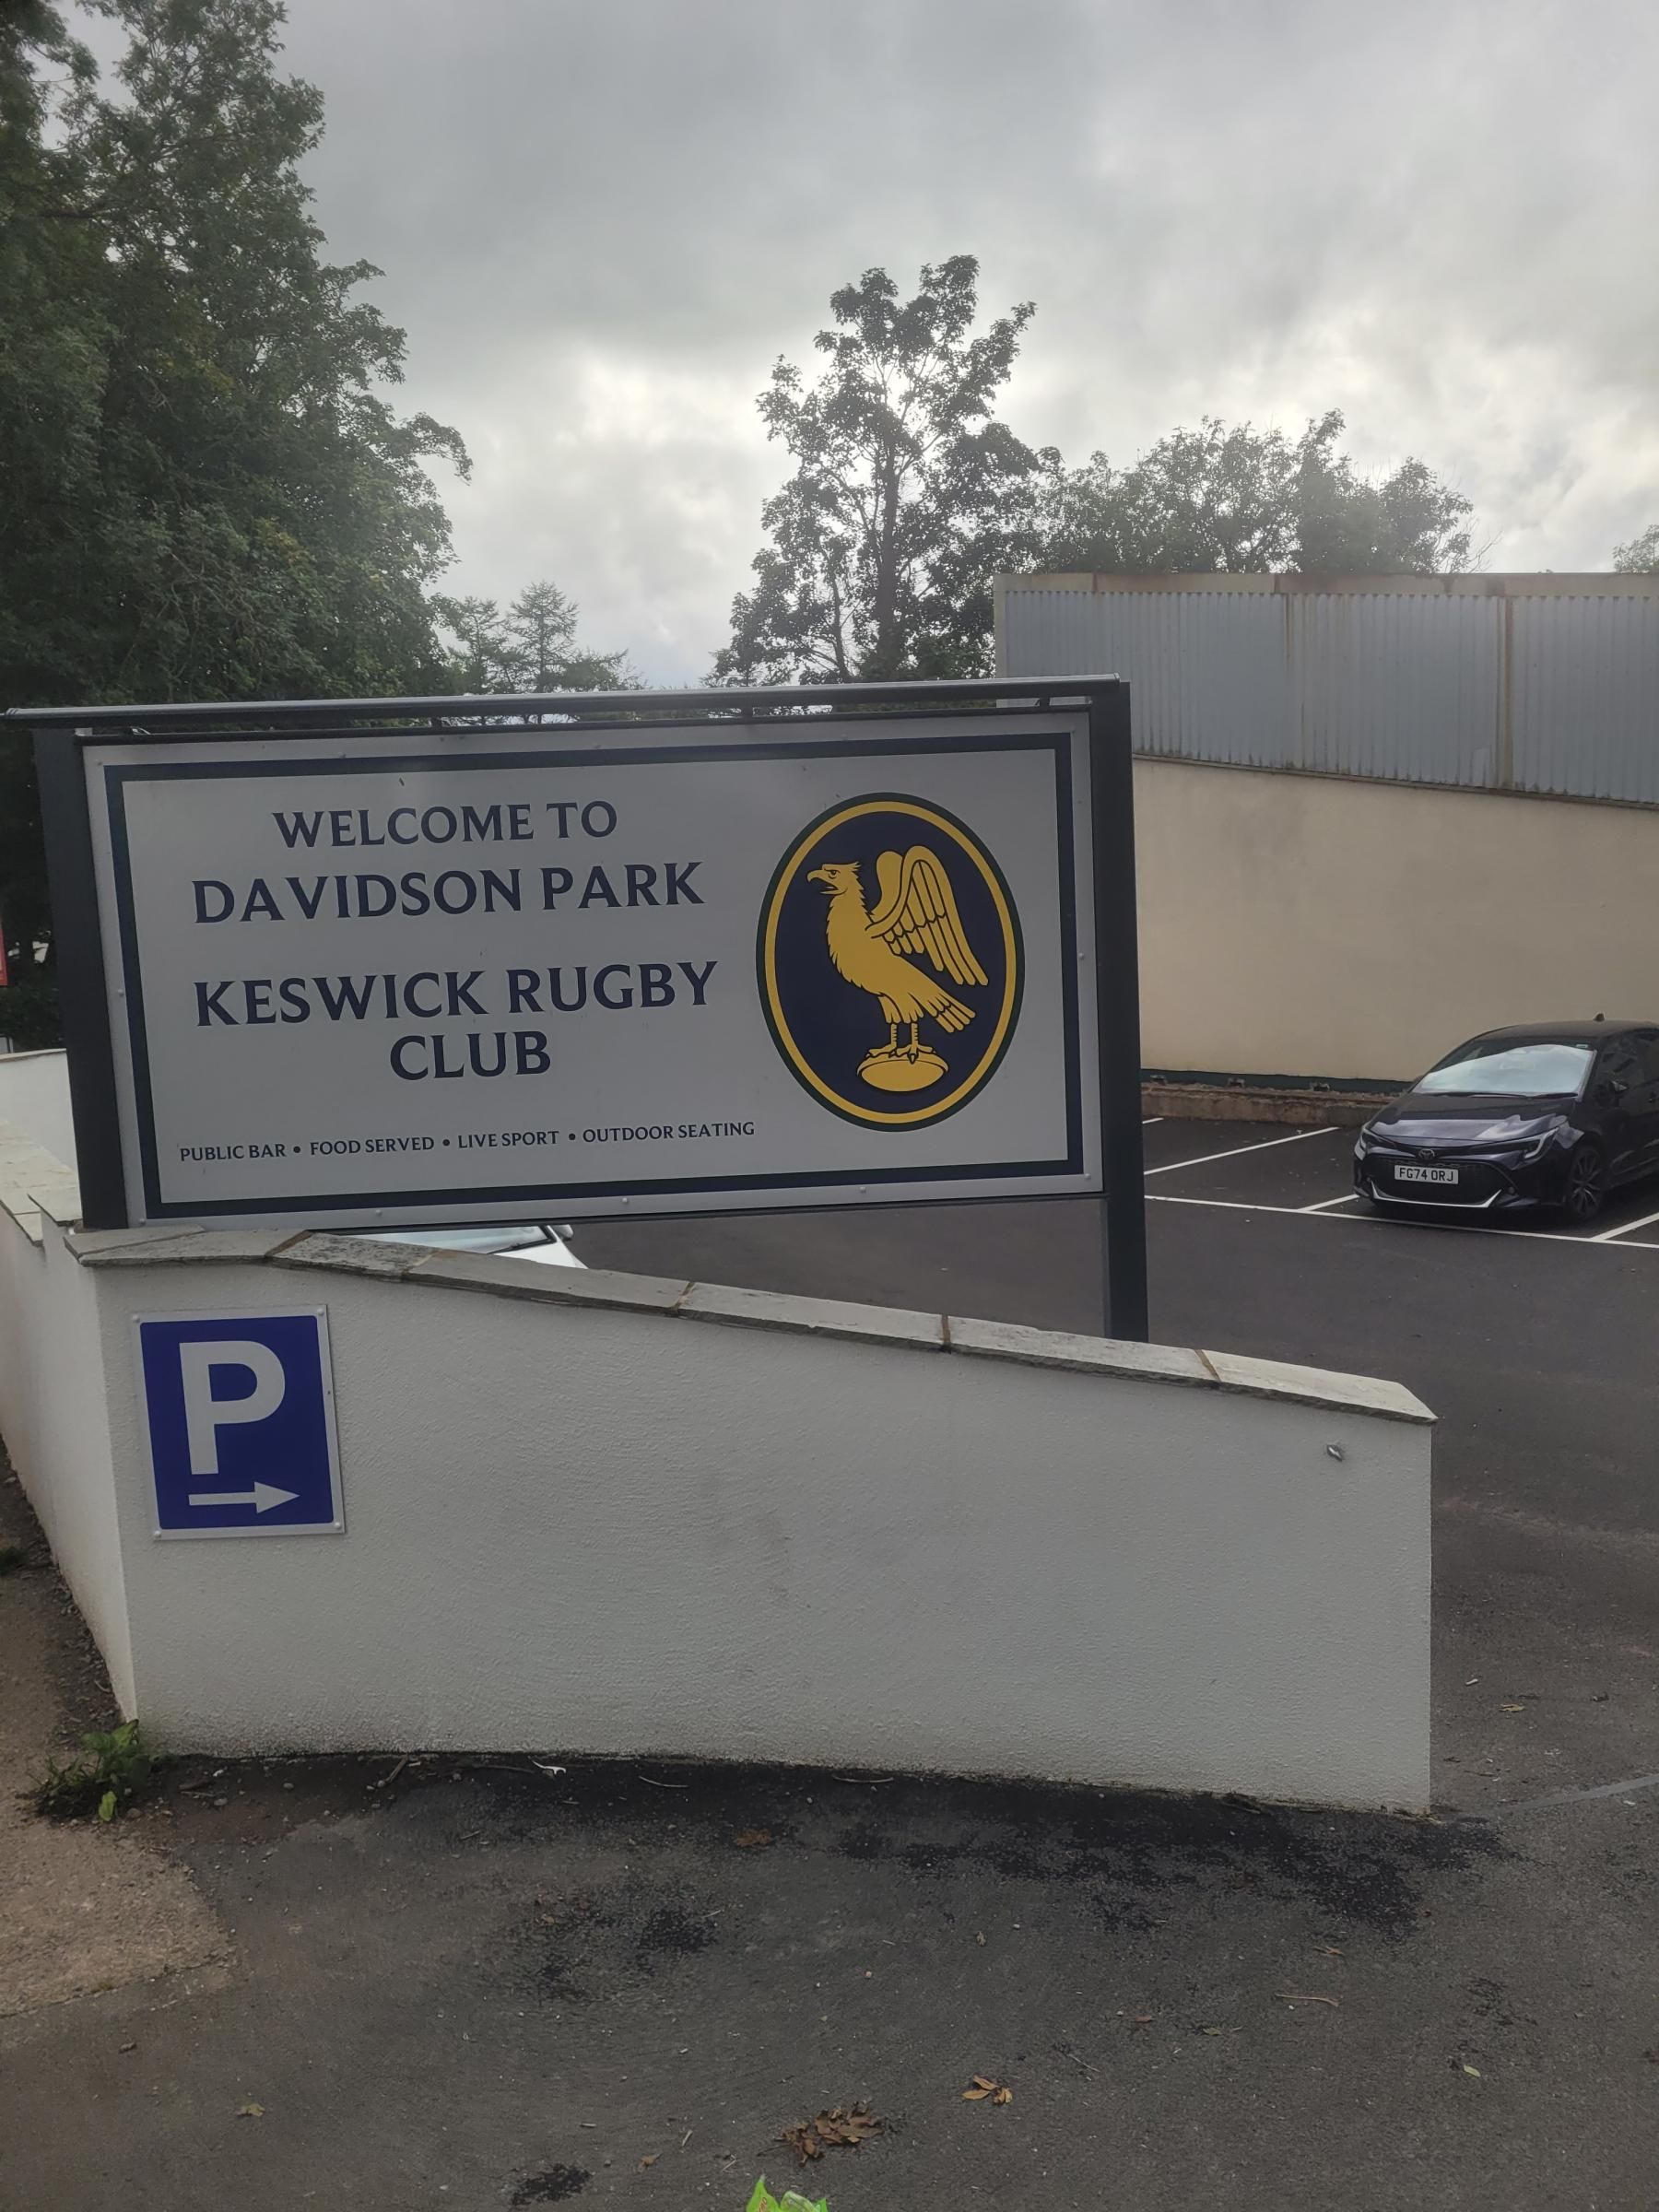 WELCOME TO
DAVIDSON PARK
KESWICK RUGBY
CLUB
PUBLIC BAR • FOOD SERVED • LIVE SPORT • OUTDOOR SEATING
FG74 ORJ
P